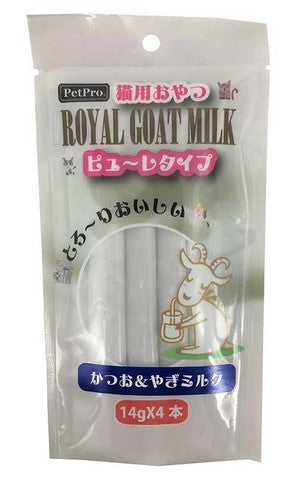 PetPro
猫用おやつ
ROYAL GOAT MILK
ピューレタイプ
とろ〜りおいしい
かつお&やぎミルク
14gX4本